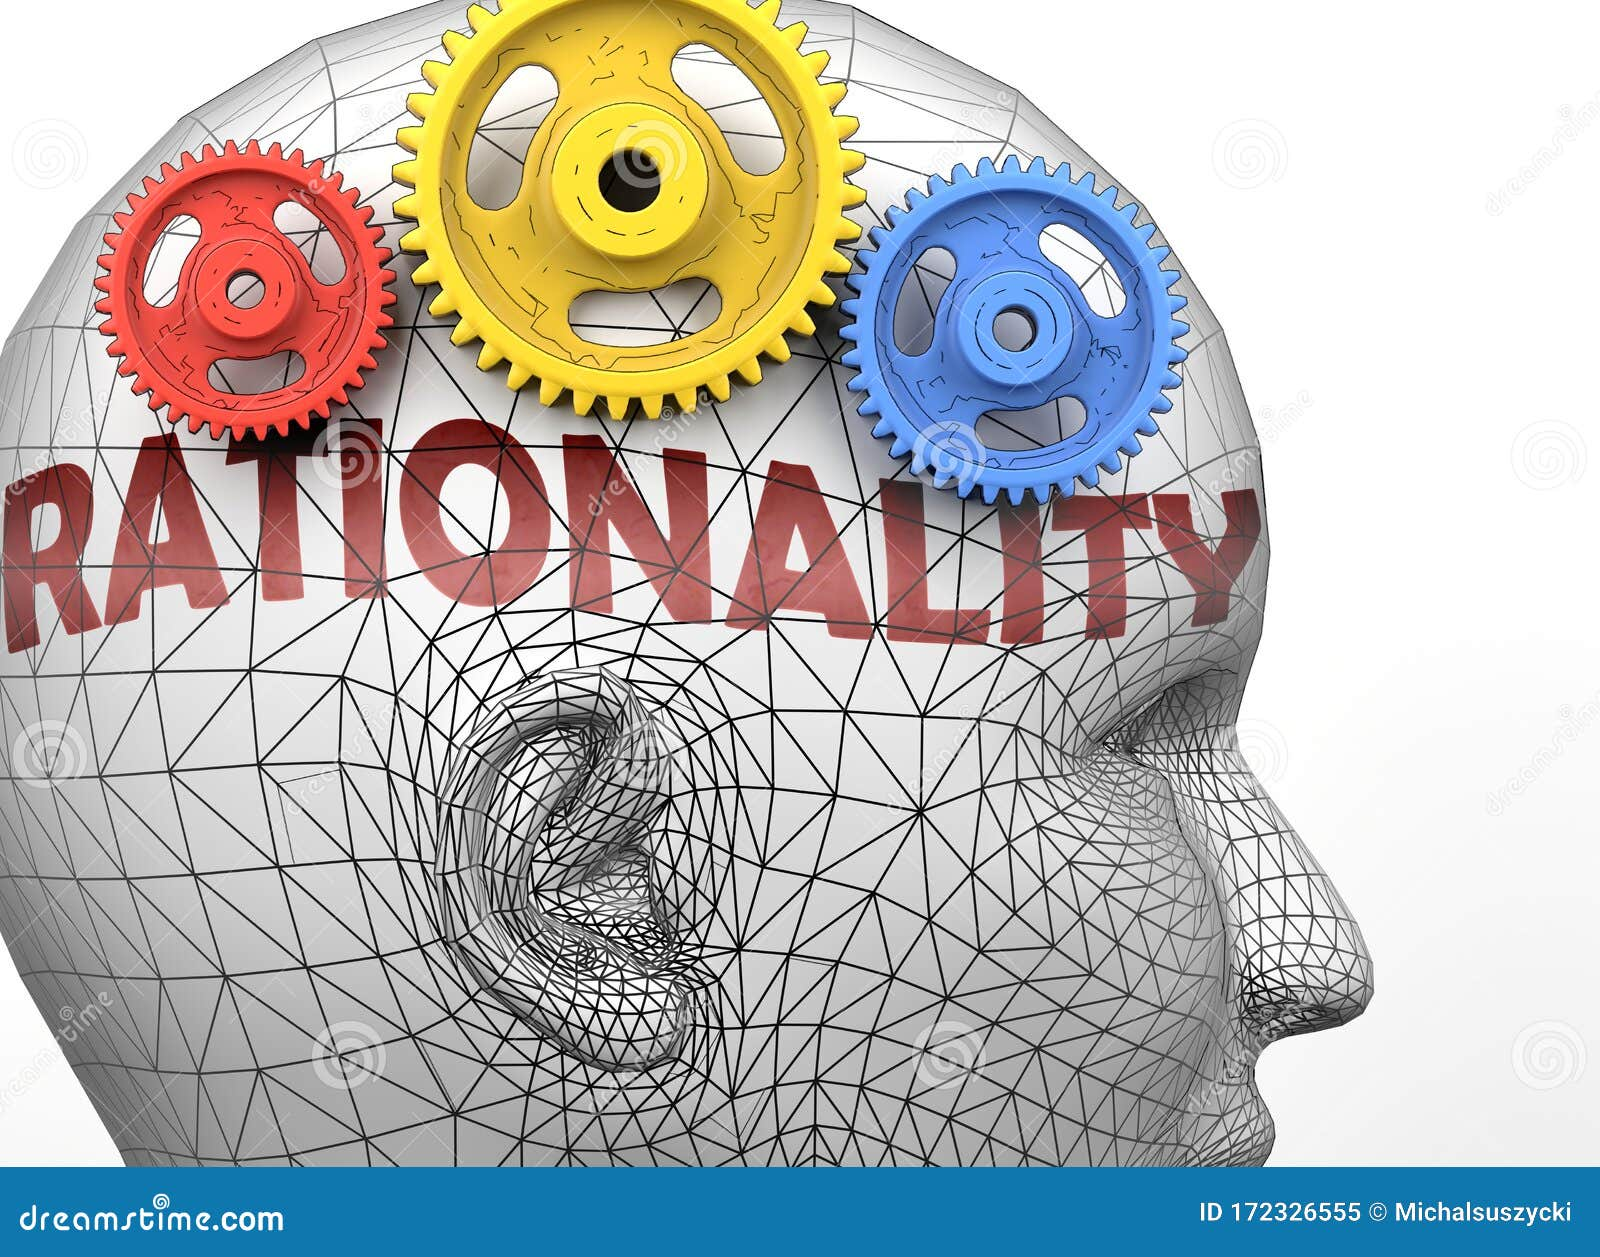 RATIONALITY
dreamstime.com
ID 172326555 © Michalsuszycki